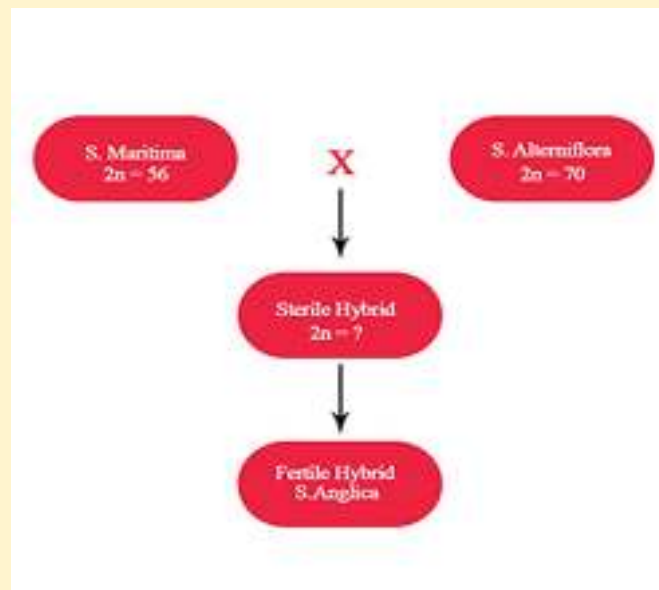 S. Maritima
2n = 56
X
S. Alterniflora
2n = 70
Sterile Hybrid
2n = ?
Fertile Hybrid
S.Anglica